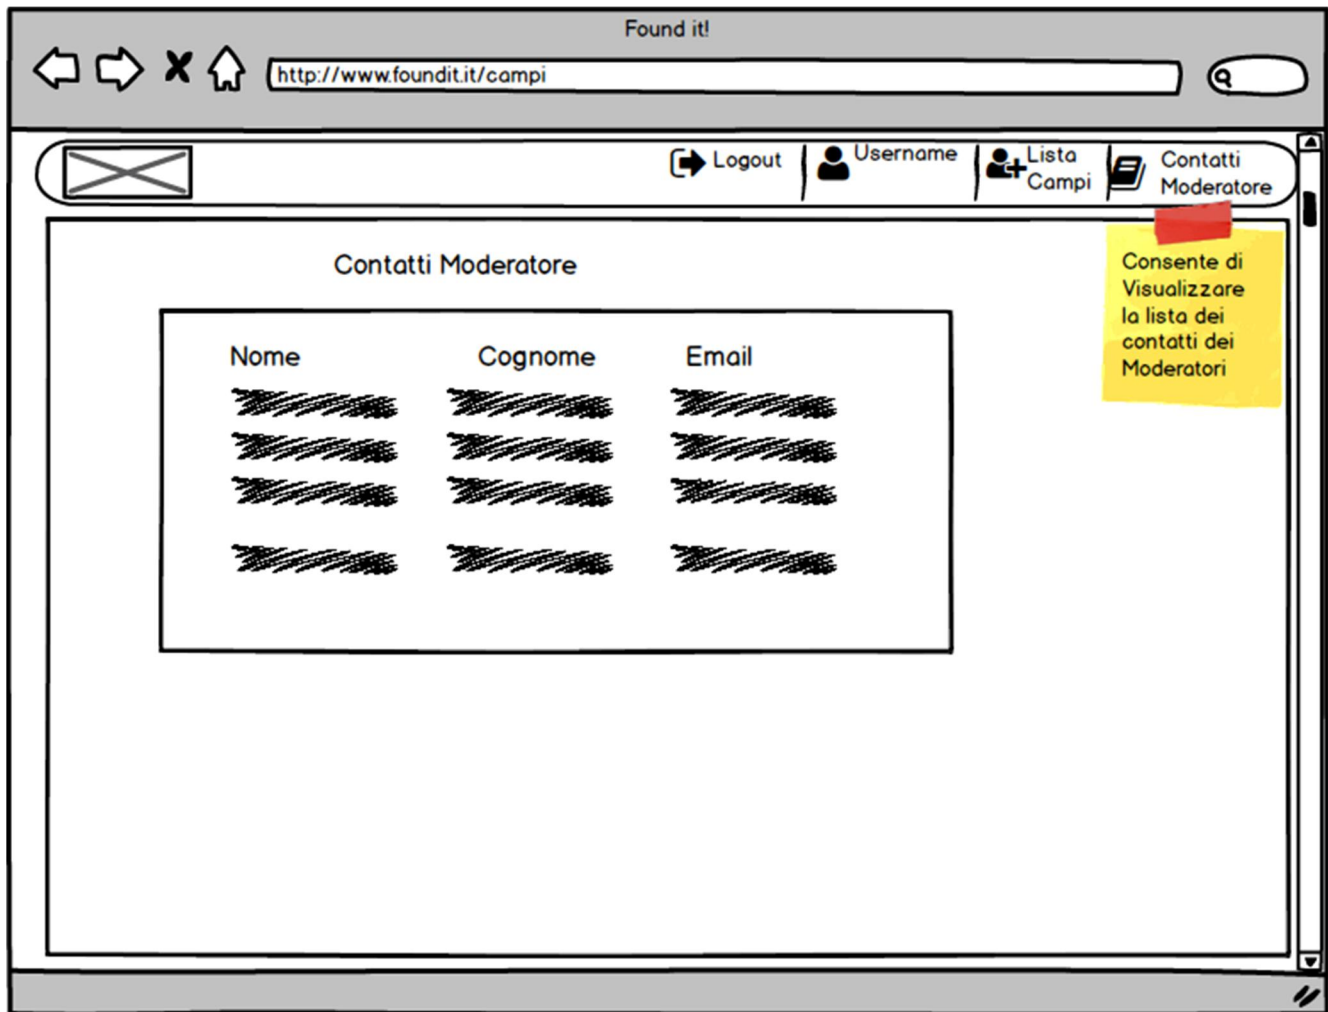 Found it!
http://www.foundit.it/campi
Logout
Username
Lista
Campi
Contatti
Moderatore
Contatti Moderatore
Consente di
Visualizzare
la lista dei
contatti dei
Moderatori
Nome Cognome Email